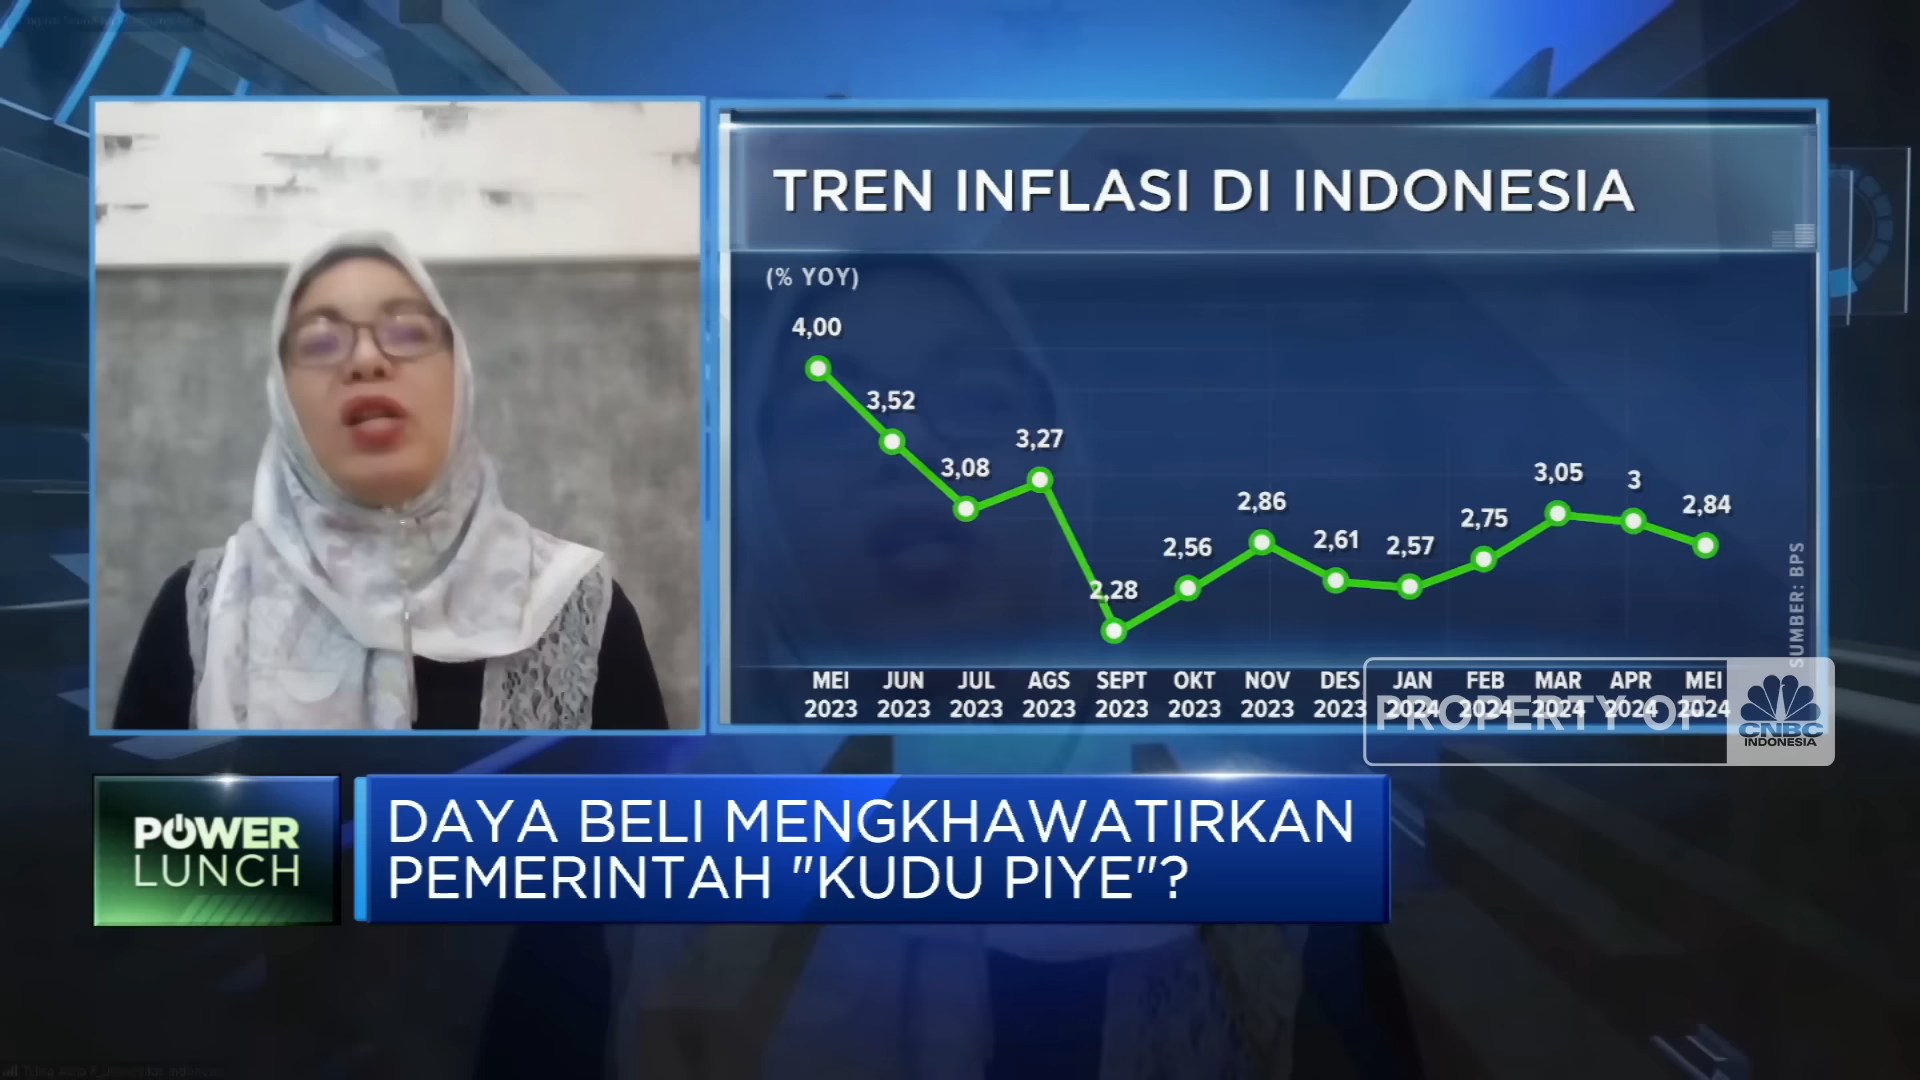 TREN INFLASI DI INDONESIA
(% YOY)
4,00
3,52
3,08
3,27
2,28
2,56
2,86
2,61
2,57
2,75
3,05
3
2,84
MEI 2023
JUN 2023
JUL 2023
AGS 2023
SEPT 2023
OKT 2023
NOV 2023
DES 2023
JAN 2024
FEB 2024
MAR 2024
APR 2024
MEI 2024
SUMBER: BPS
PROPERTY OF
CNBC
INDONESIA
POWER
LUNCH
DAYA BELI MENGKHAWATIRKAN
PEMERINTAH "KUDU PIYE"?